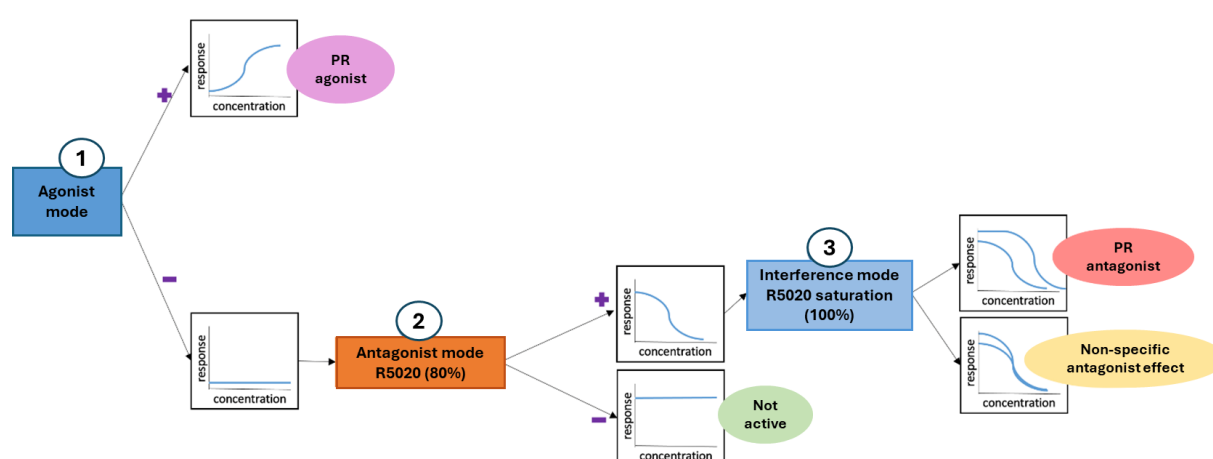 response
concentration
PR
agonist
+
1
Agonist
mode
−
response
concentration
2
Antagonist mode
R5020 (80%)
+
response
concentration
−
response
Not
active
3
Interference mode
R5020 saturation
(100%)
response
concentration
PR
antagonist
response
concentration
Non-specific
antagonist effect